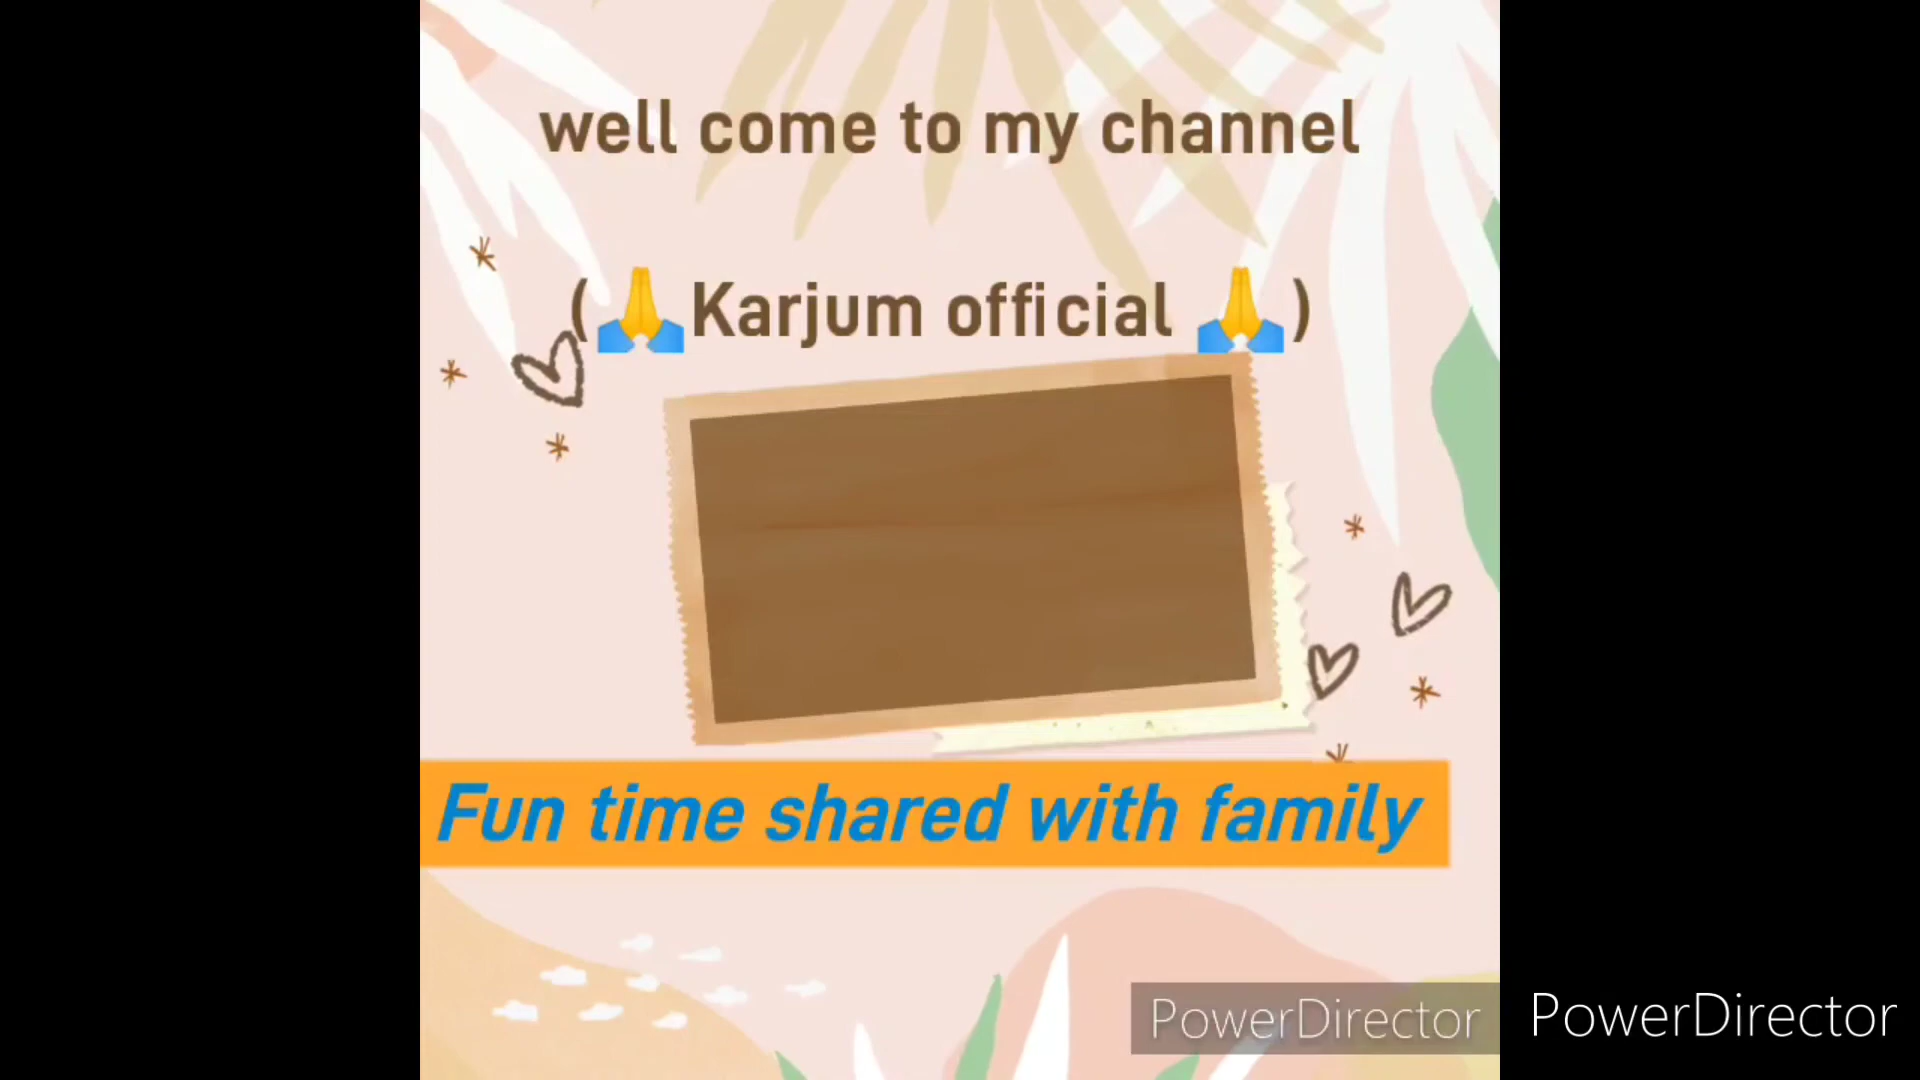 well come to my channel
(🙏Karjum official 🙏)
Fun time shared with family
PowerDirector
PowerDirector